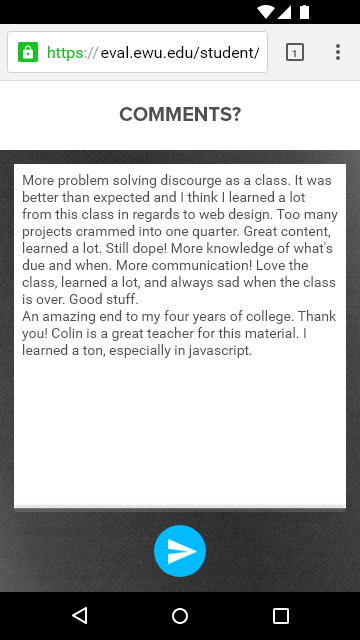 https://eval.ewu.edu/student/
1
COMMENTS?
More problem solving discourge as a class. It was
better than expected and I think I learned a lot
from this class in regards to web design. Too many
projects crammed into one quarter. Great content,
learned a lot. Still dope! More knowledge of what's
due and when. More communication! Love the
class, learned a lot, and always sad when the class
is over. Good stuff.
An amazing end to my four years of college. Thank
you! Colin is a great teacher for this material. I
learned a ton, especially in javascript.